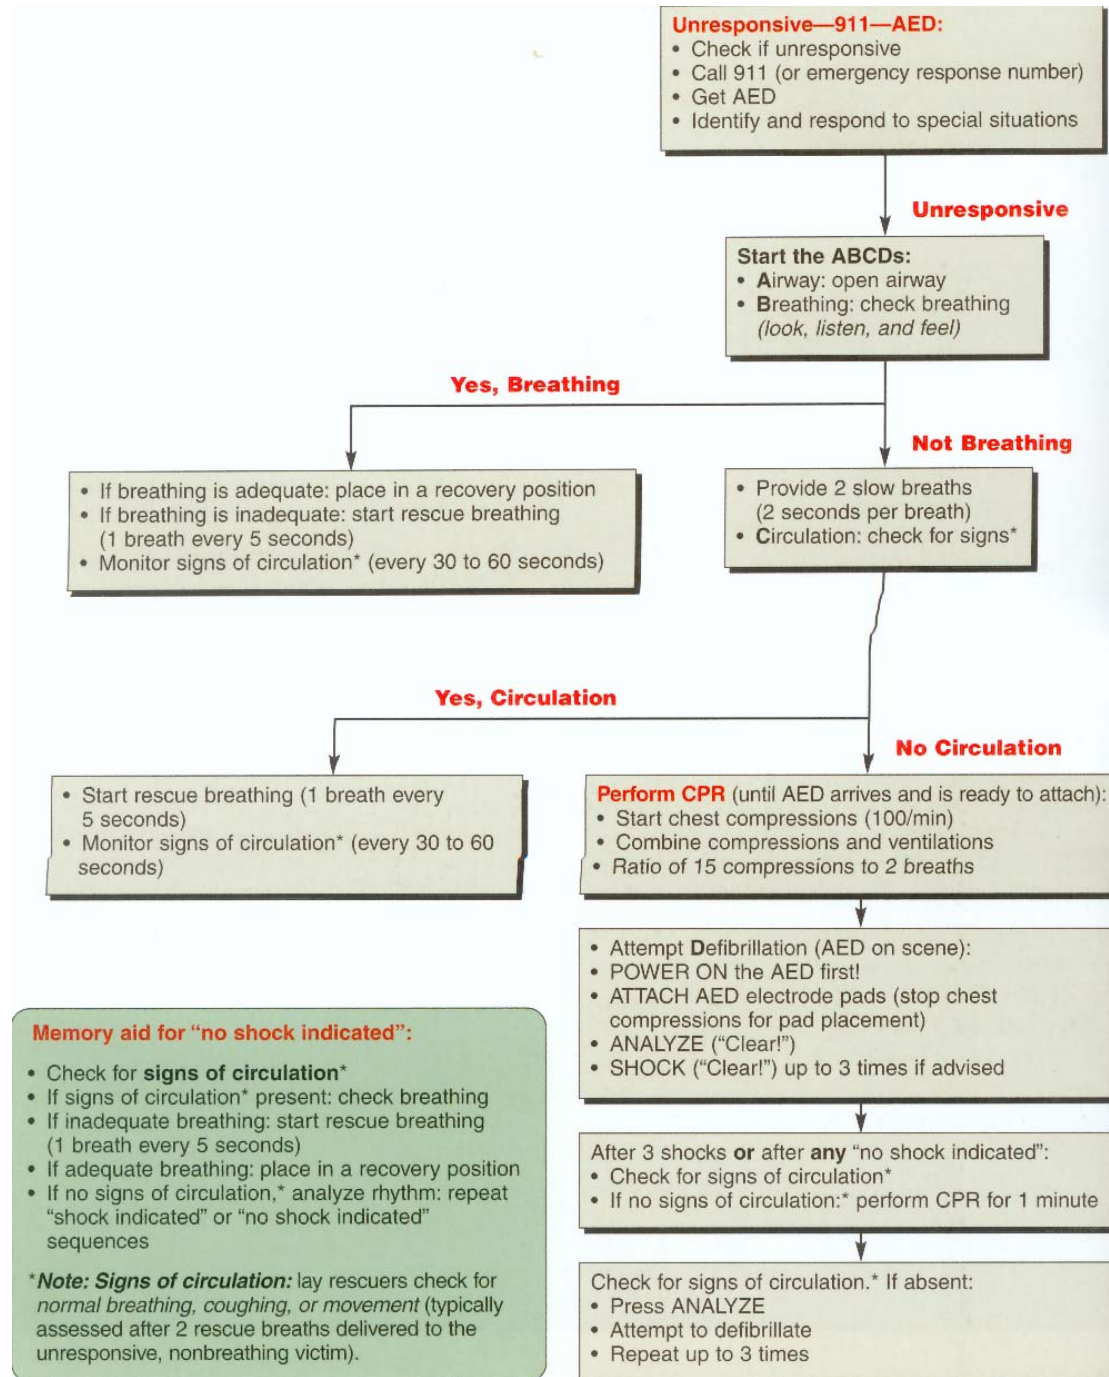 Unresponsive—911—AED:
• Check if unresponsive
• Call 911 (or emergency response number)
• Get AED
• Identify and respond to special situations
Unresponsive
Start the ABCDs:
• Airway: open airway
• Breathing: check breathing
(look, listen, and feel)
Yes, Breathing
Not Breathing
• If breathing is adequate: place in a recovery position
• If breathing is inadequate: start rescue breathing
(1 breath every 5 seconds)
• Monitor signs of circulation* (every 30 to 60 seconds)
• Provide 2 slow breaths
(2 seconds per breath)
• Circulation: check for signs*
Yes, Circulation
No Circulation
• Start rescue breathing (1 breath every
5 seconds)
• Monitor signs of circulation* (every 30 to 60
seconds)
Perform CPR (until AED arrives and is ready to attach):
• Start chest compressions (100/min)
• Combine compressions and ventilations
• Ratio of 15 compressions to 2 breaths
• Attempt Defibrillation (AED on scene):
• POWER ON the AED first!
• ATTACH AED electrode pads (stop chest
compressions for pad placement)
• ANALYZE (“Clear!”)
• SHOCK (“Clear!”) up to 3 times if advised
After 3 shocks or after any “no shock indicated”:
• Check for signs of circulation*
• If no signs of circulation:* perform CPR for 1 minute
Check for signs of circulation.* If absent:
• Press ANALYZE
• Attempt to defibrillate
• Repeat up to 3 times
Memory aid for “no shock indicated”:
• Check for signs of circulation*
• If signs of circulation* present: check breathing
• If inadequate breathing: start rescue breathing
(1 breath every 5 seconds)
• If adequate breathing: place in a recovery position
• If no signs of circulation,* analyze rhythm: repeat
“shock indicated” or “no shock indicated”
sequences
*Note: Signs of circulation: lay rescuers check for
normal breathing, coughing, or movement (typically
assessed after 2 rescue breaths delivered to the
unresponsive, nonbreathing victim).